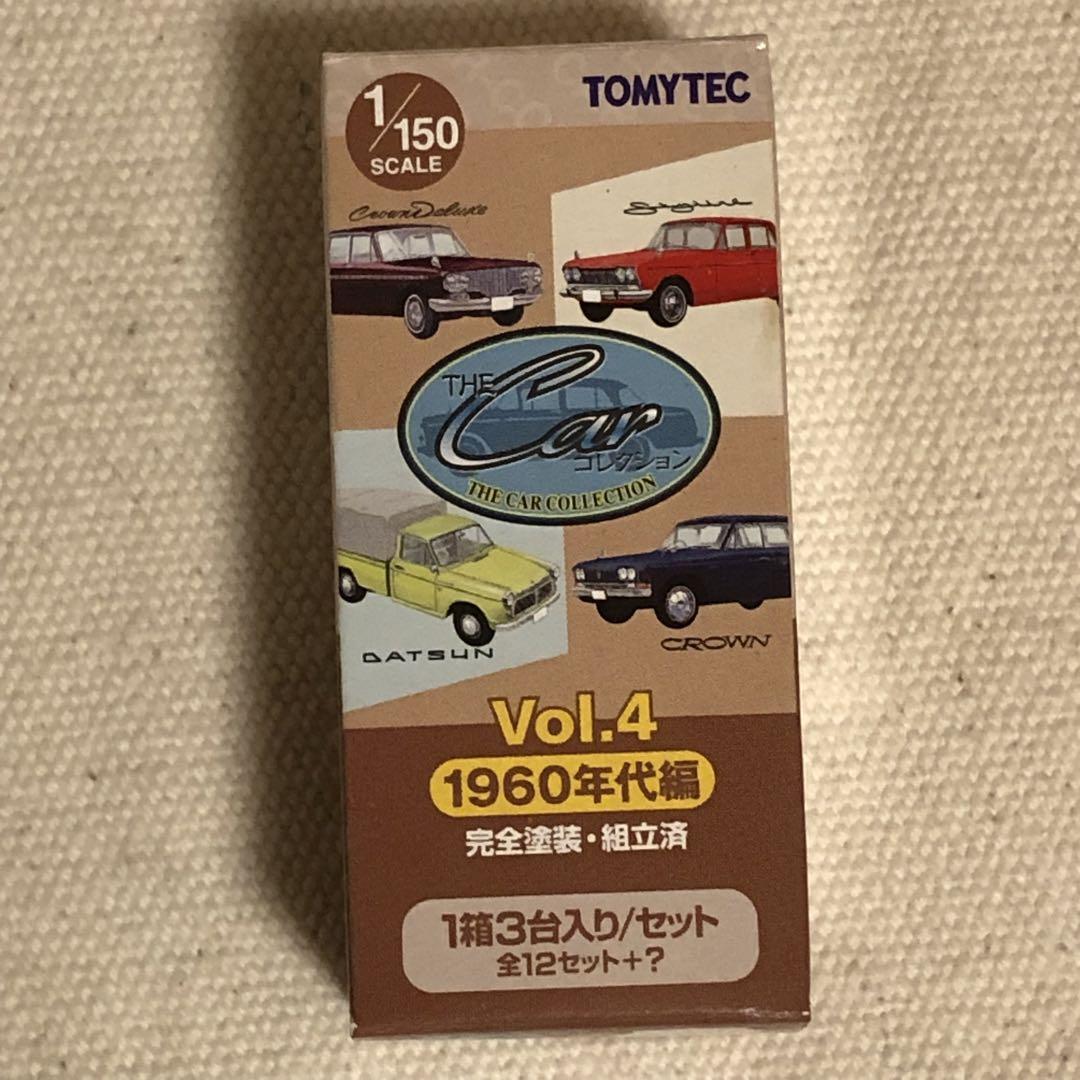 1/150
SCALE
TOMYTEC
Crown Deluxe
THE
Car
コレクション
THE CAR COLLECTION
DATSUN
CROWN
Vol.4
1960年代編
完全塗装・組立済
1箱3台入り/セット
全12セット+?